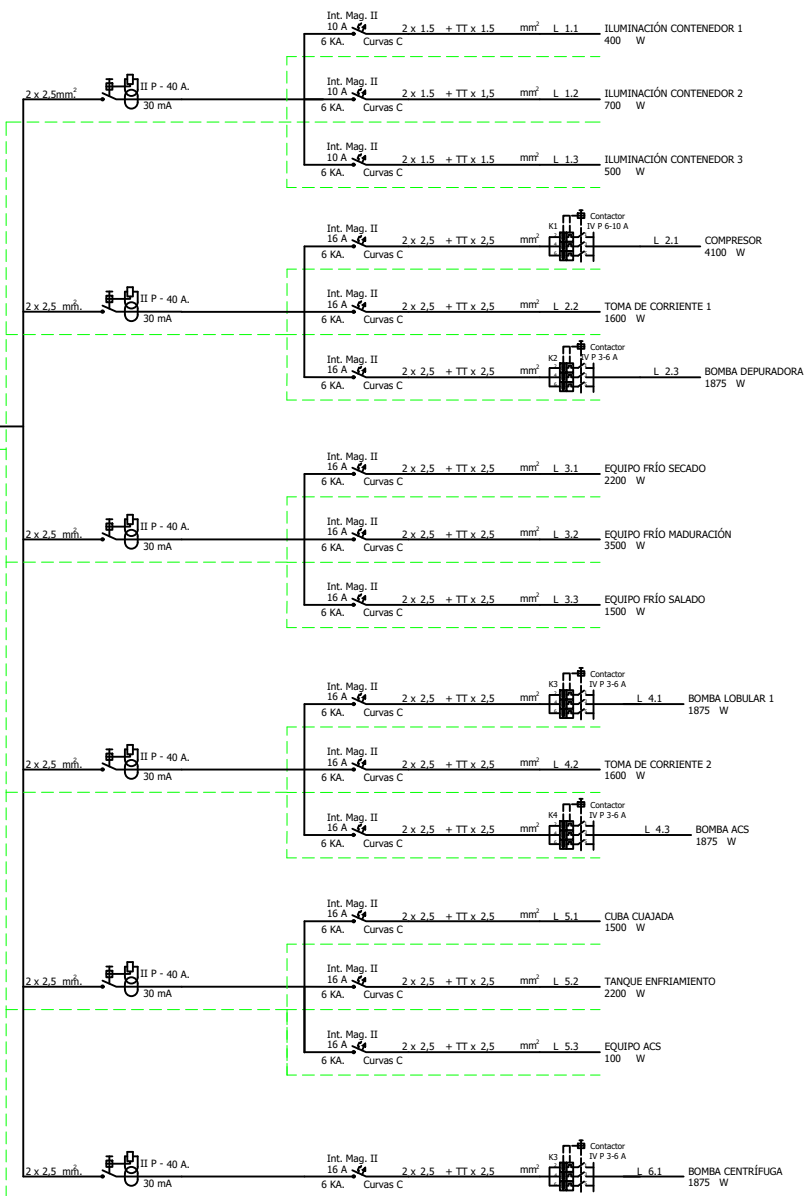 Int. Mag. II
10 A
6 KA. Curvas C
2 x 1.5 + TT x 1.5 mm² L 1.1
ILUMINACIÓN CONTENEDOR 1
400 W
2 x 2,5mm.²
II P - 40 A.
30 mA
Int. Mag. II
10 A
6 KA. Curvas C
2 x 1.5 + TT x 1,5 mm² L 1.2
ILUMINACIÓN CONTENEDOR 2
700 W
Int. Mag. II
10 A
6 KA. Curvas C
2 x 1.5 + TT x 1.5 mm² L 1.3
ILUMINACIÓN CONTENEDOR 3
500 W
Int. Mag. II
16 A
6 KA. Curvas C
2 x 2,5 + TT x 2,5 mm²
K1
Contactor
IV P 6-10 A
L 2.1
COMPRESOR
4100 W
2 x 2,5 mm.²
II P - 40 A.
30 mA
Int. Mag. II
16 A
6 KA. Curvas C
2 x 2,5 + TT x 2,5 mm² L 2.2
TOMA DE CORRIENTE 1
1600 W
Int. Mag. II
16 A
6 KA. Curvas C
2 x 2,5 + TT x 2,5 mm²
K2
Contactor
IV P 3-6 A
L 2.3
BOMBA DEPURADORA
1875 W
Int. Mag. II
16 A
6 KA. Curvas C
2 x 2,5 + TT x 2,5 mm² L 3.1
EQUIPO FRÍO SECADO
2200 W
2 x 2,5 mm.²
II P - 40 A.
30 mA
Int. Mag. II
16 A
6 KA. Curvas C
2 x 2,5 + TT x 2,5 mm² L 3.2
EQUIPO FRÍO MADURACIÓN
3500 W
Int. Mag. II
16 A
6 KA. Curvas C
2 x 2,5 + TT x 2,5 mm² L 3.3
EQUIPO FRÍO SALADO
1500 W
Int. Mag. II
16 A
6 KA. Curvas C
2 x 2,5 + TT x 2,5 mm²
K3
Contactor
IV P 3-6 A
L 4.1
BOMBA LOBULAR 1
1875 W
2 x 2,5 mm.²
II P - 40 A.
30 mA
Int. Mag. II
16 A
6 KA. Curvas C
2 x 2,5 + TT x 2,5 mm² L 4.2
TOMA DE CORRIENTE 2
1600 W
Int. Mag. II
16 A
6 KA. Curvas C
2 x 2,5 + TT x 2,5 mm²
K4
Contactor
IV P 3-6 A
L 4.3
BOMBA ACS
1875 W
Int. Mag. II
16 A
6 KA. Curvas C
2 x 2,5 + TT x 2,5 mm² L 5.1
CUBA CUAJADA
1500 W
2 x 2,5 mm.²
II P - 40 A.
30 mA
Int. Mag. II
16 A
6 KA. Curvas C
2 x 2,5 + TT x 2,5 mm² L 5.2
TANQUE ENFRIAMIENTO
2200 W
Int. Mag. II
16 A
6 KA. Curvas C
2 x 2,5 + TT x 2,5 mm² L 5.3
EQUIPO ACS
100 W
2 x 2,5 mm.²
II P - 40 A.
30 mA
Int. Mag. II
16 A
6 KA. Curvas C
2 x 2,5 + TT x 2,5 mm²
K3
Contactor
IV P 3-6 A
L 6.1
BOMBA CENTRÍFUGA
1875 W